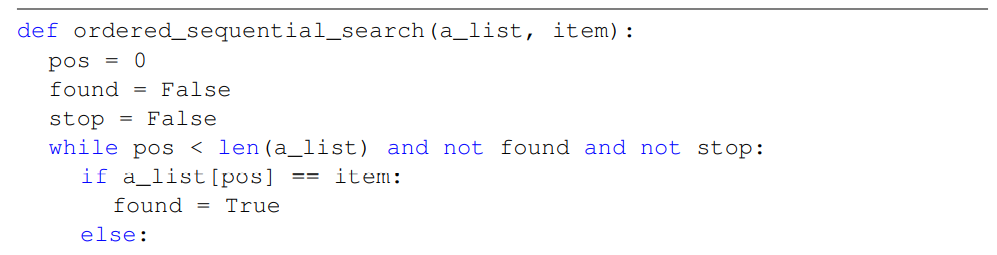 def ordered_sequential_search(a_list, item):
pos = 0
found = False
stop = False
while pos < len(a_list) and not found and not stop:
if a_list[pos] == item:
found = True
else: